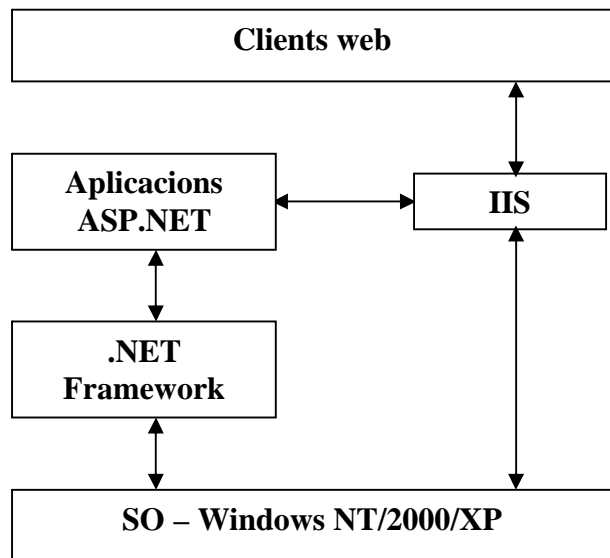 Clients web
Aplicacions
ASP.NET
IIS
.NET
Framework
SO – Windows NT/2000/XP